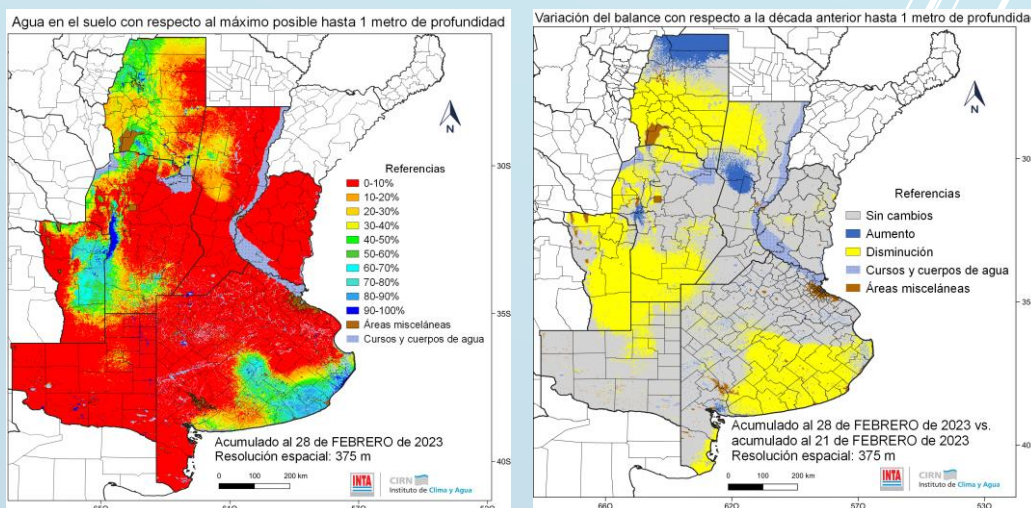 Agua en el suelo con respecto al máximo posible hasta 1 metro de profundidad
N
30S
Referencias
0-10%
10-20%
20-30%
30-40%
40-50%
50-60%
60-70%
70-80%
80-90%
90-100%
Áreas misceláneas
Cursos y cuerpos de agua
35S
Acumulado al 28 de FEBRERO de 2023
Resolución espacial: 375 m
40S
0 100 200 km
INTA
CIRN
Instituto de Clima y Agua
Variación del balance con respecto a la década anterior hasta 1 metro de profundidad
N
30S
Referencias
Sin cambios
Aumento
Disminución
Cursos y cuerpos de agua
Áreas misceláneas
35S
Acumulado al 28 de FEBRERO de 2023 vs.
acumulado al 21 de FEBRERO de 2023
Resolución espacial: 375 m
40S
0 100 200 km
INTA
CIRN
Instituto de Clima y Agua